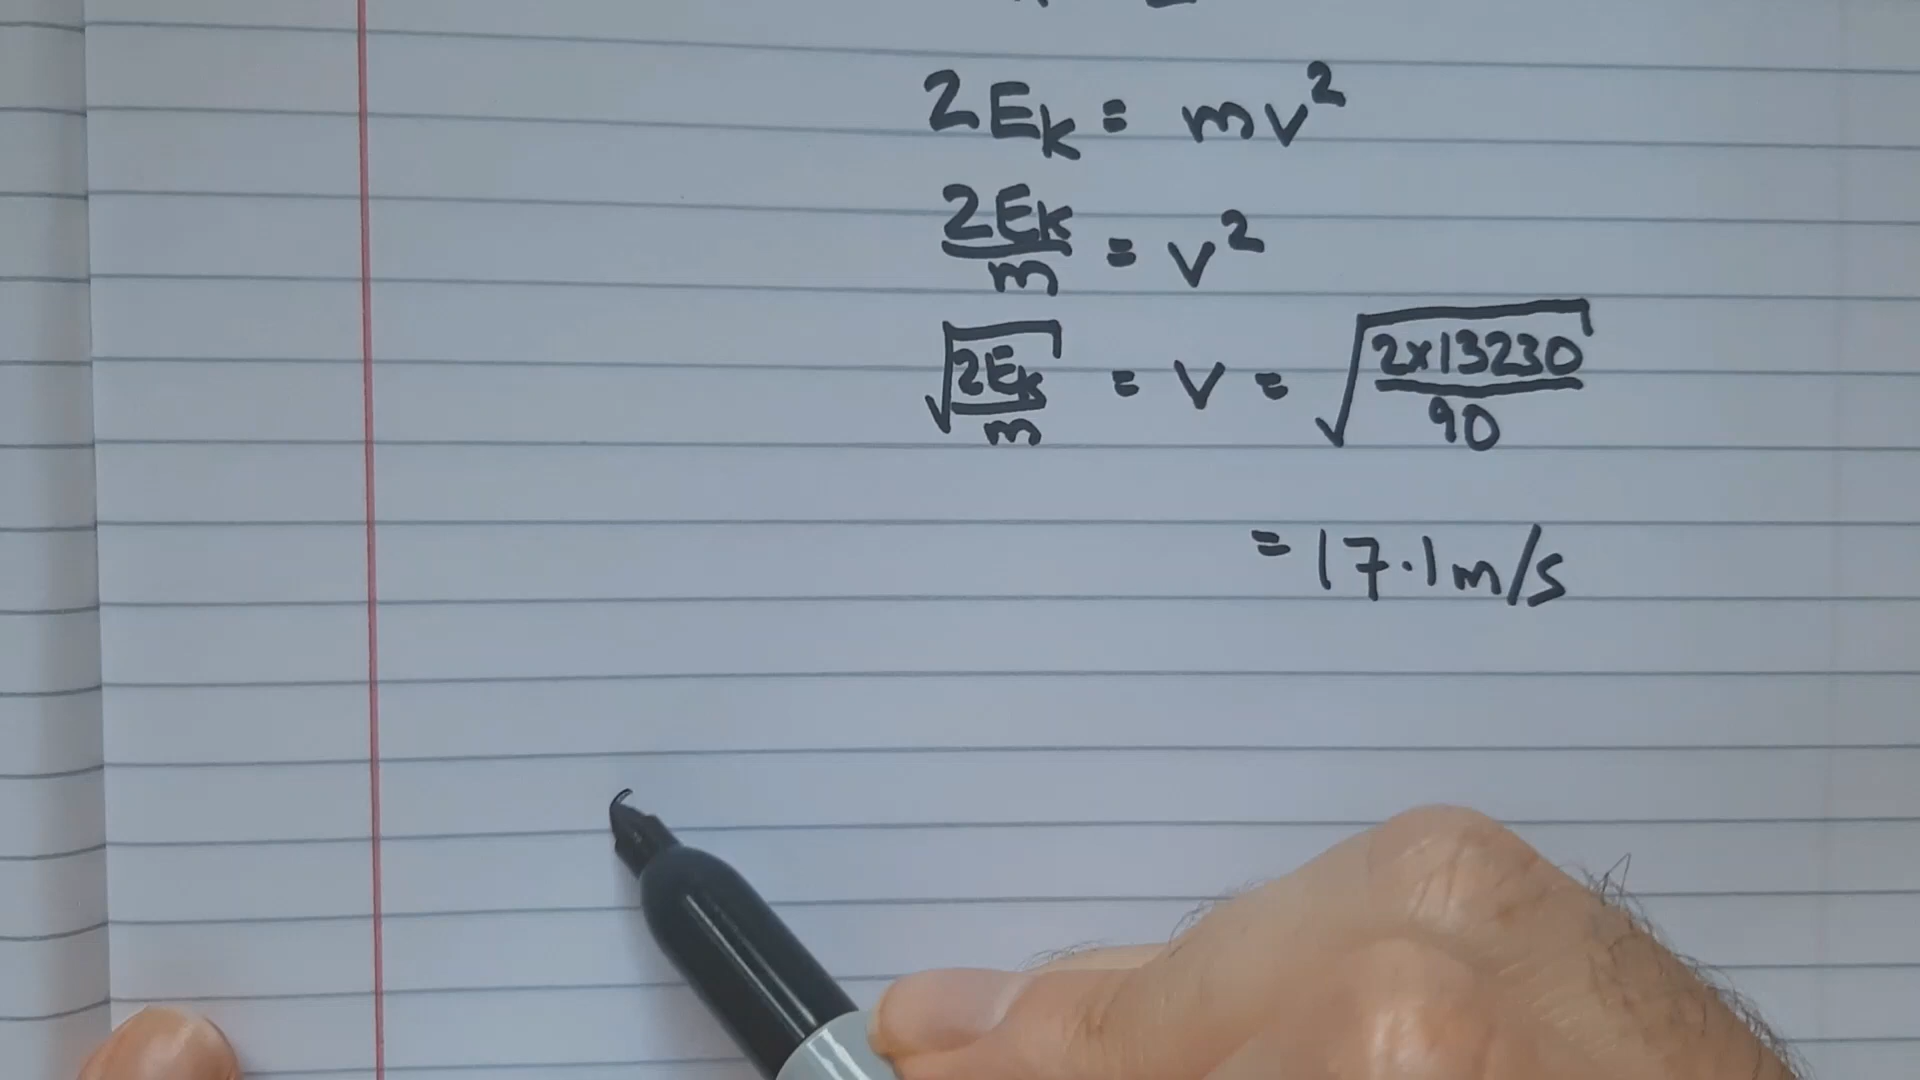 2Eₖ = mv²
2Eₖ/m = v²
√(2Eₖ/m) = v = √(2×13230/90)
= 17.1m/s